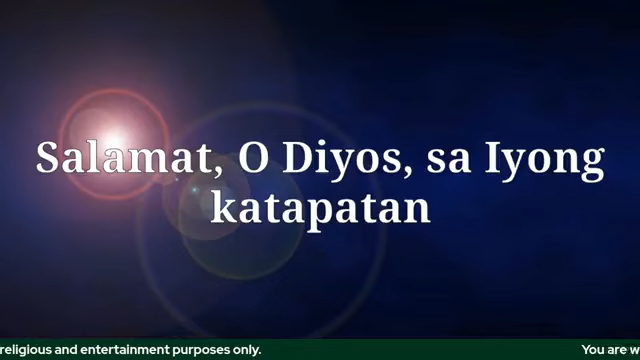 Salamat, O Diyos, sa Iyong
katapatan
religious and entertainment purposes only.
You are